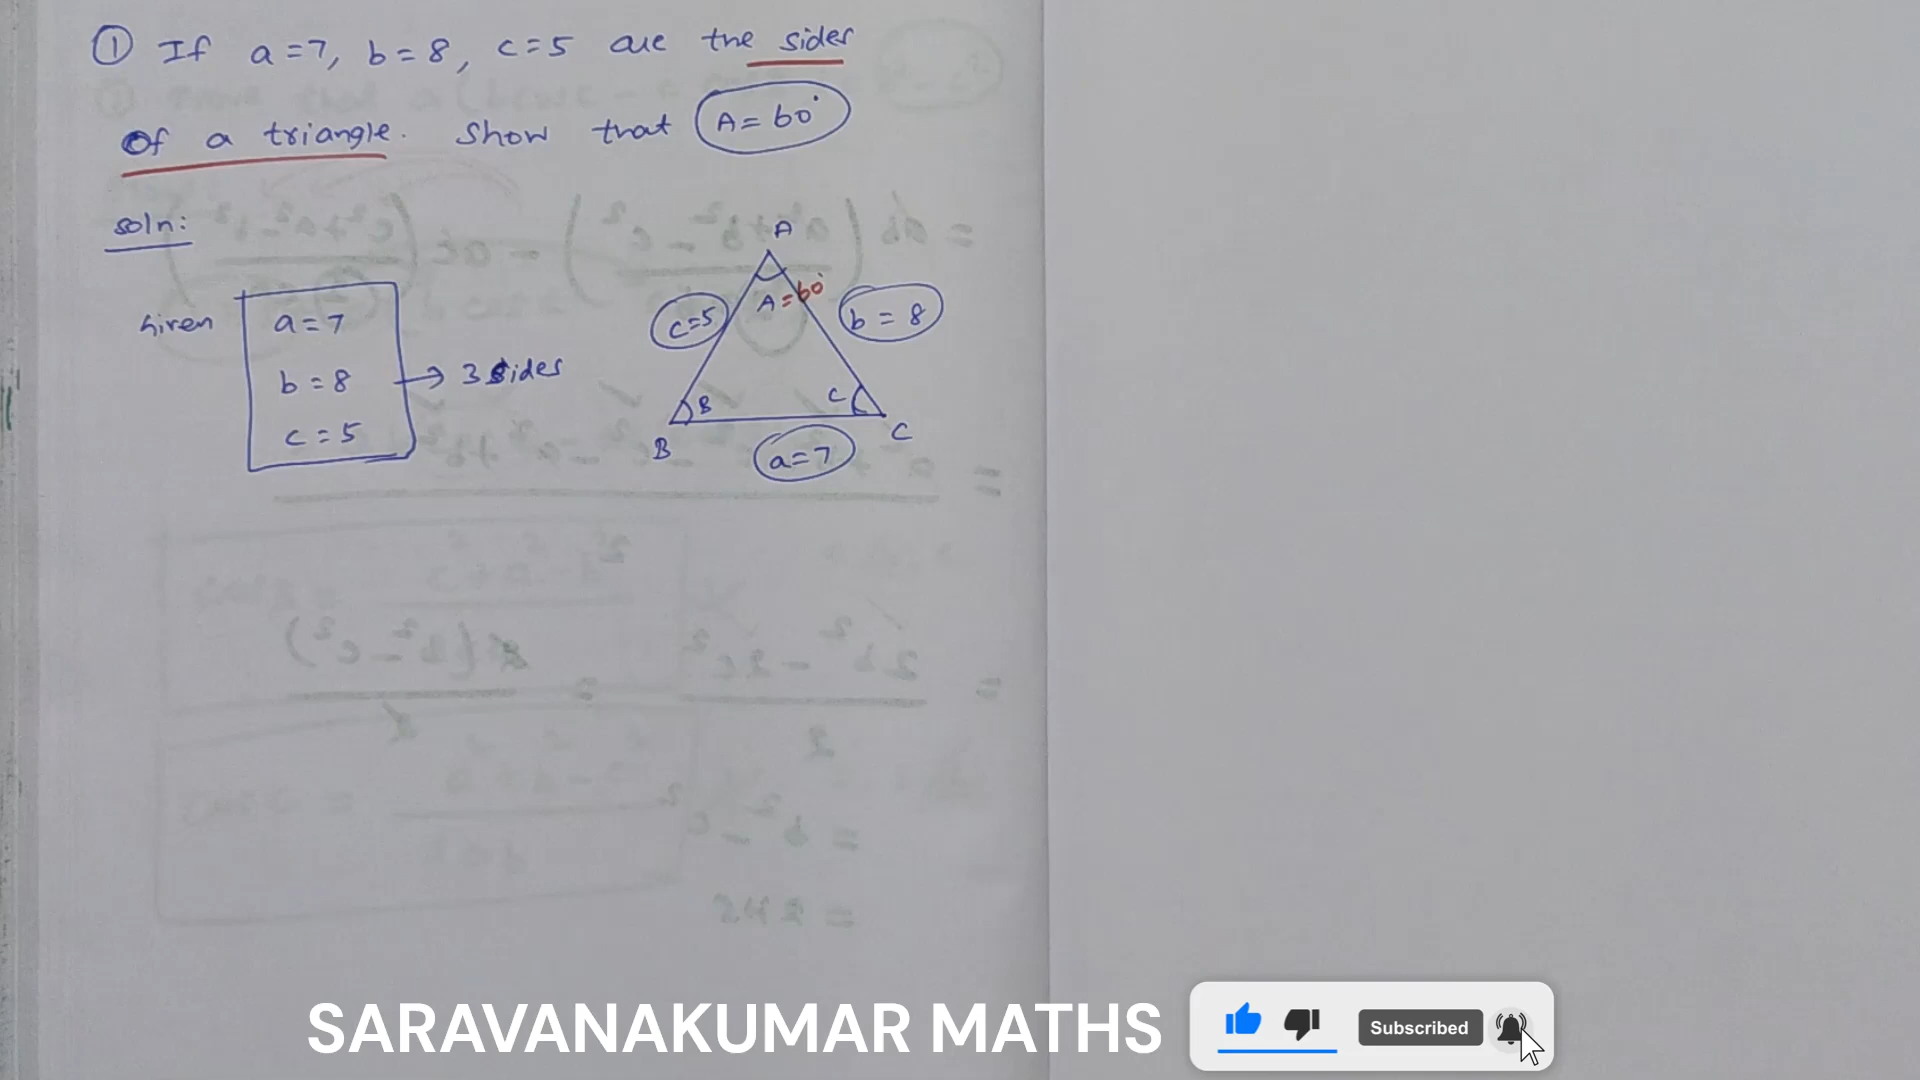 ① If a = 7, b = 8, c = 5 are the sides
of a triangle. Show that A = 60°
Soln:
Given
a = 7
b = 8
c = 5
→ 3 sides
A
A = 60°
c = 5
b = 8
B
C
B
C
a = 7
SARAVANAKUMAR MATHS
Subscribed